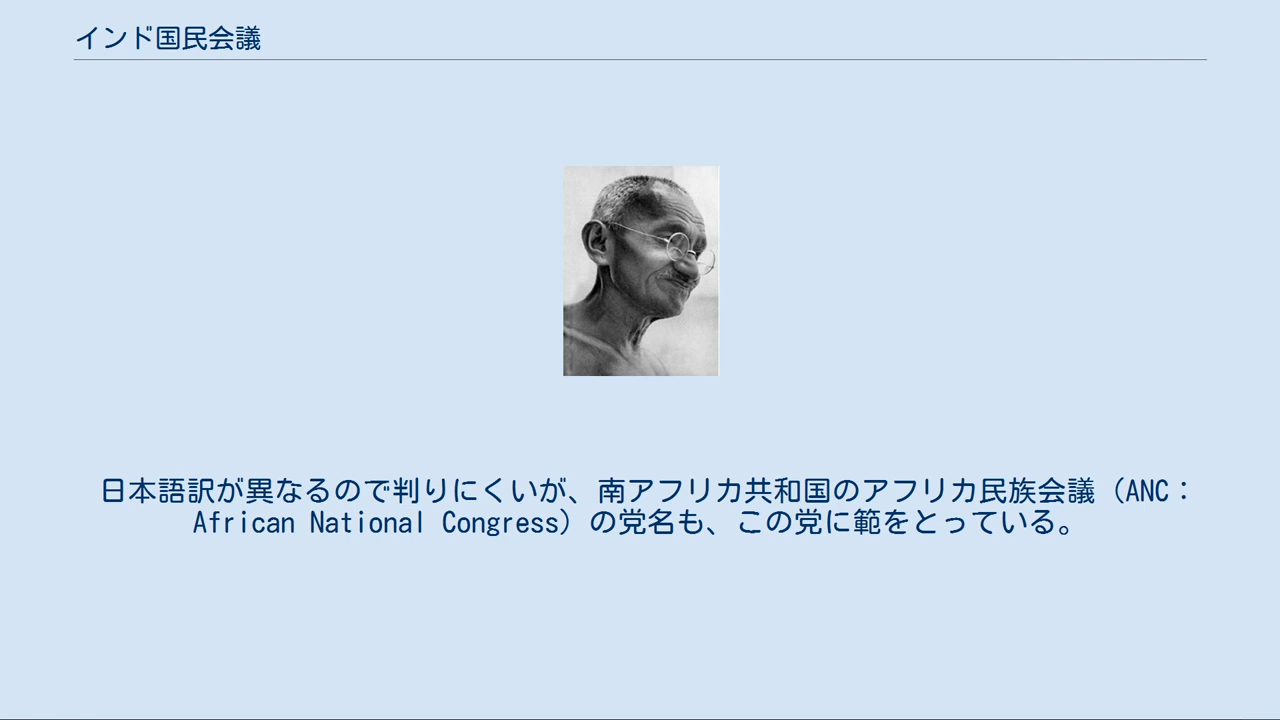 インド国民会議
日本語訳が異なるので判りにくいが、南アフリカ共和国のアフリカ民族会議（ANC：
African National Congress）の党名も、この党に範をとっている。